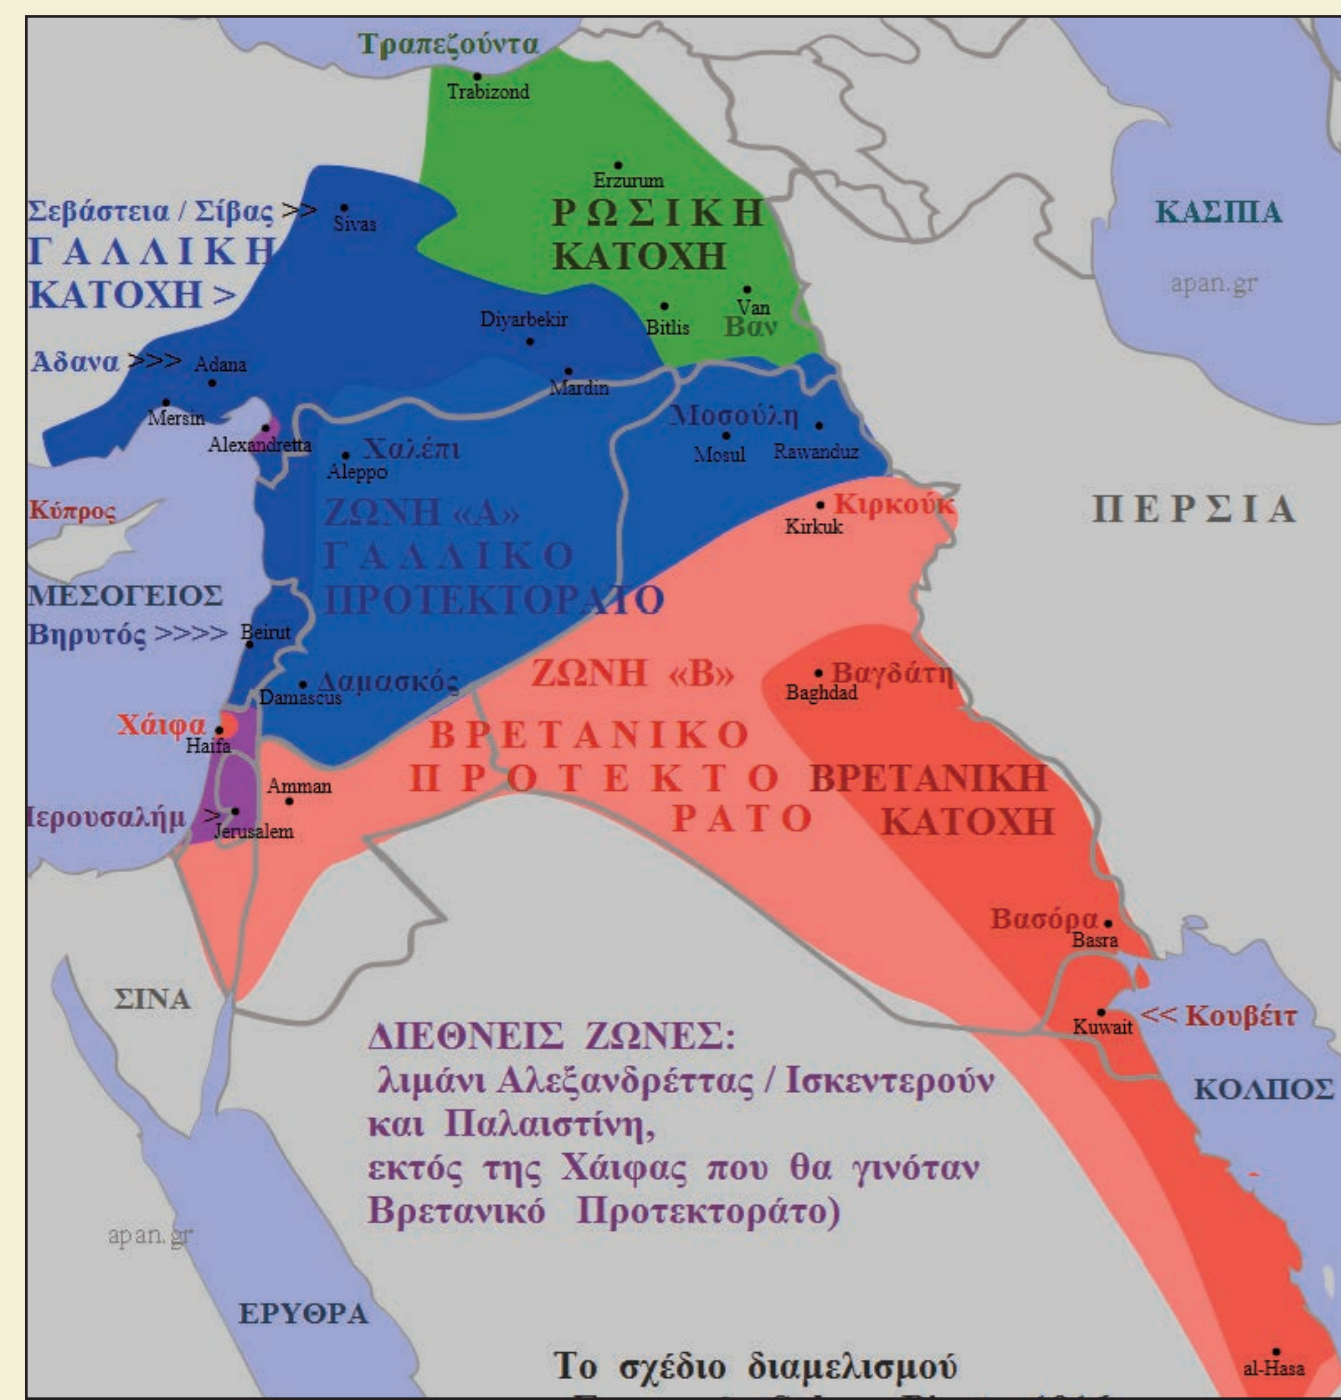 Τραπεζούντα
Trabizond
Erzurum
Σεβάστεια / Σίβας >>
Sivas
ΡΩΣΙΚΗ
ΚΑΤΟΧΗ
ΚΑΣΠΙΑ
apan.gr
ΓΑΛΛΙΚΗ
ΚΑΤΟΧΗ >
Van
Βαν
Bitlis
Diyarbekir
Άδανα >>> Adana
Mardin
Mersin
Alexandretta
Μοσούλη
Mosul
Rawanduz
Χαλέπι
Aleppo
Κύπρος
ΖΩΝΗ «Α»
ΓΑΛΛΙΚΟ
ΠΡΟΤΕΚΤΟΡΑΤΟ
Κιρκούκ
Kirkuk
ΠΕΡΣΙΑ
ΜΕΣΟΓΕΙΟΣ
Βηρυτός >>>> Beirut
Δαμασκός
Damascus
ΖΩΝΗ «Β»
Βαγδάτη
Baghdad
Χάιφα
Haifa
ΒΡΕΤΑΝΙΚΟ
ΠΡΟΤΕΚΤΟ
ΡΑΤΟ
ΒΡΕΤΑΝΙΚΗ
ΚΑΤΟΧΗ
Amman
Ιερουσαλήμ >
Jerusalem
Βασόρα
Basra
ΣΙΝΑ
Kuwait << Κουβέιτ
ΚΟΛΠΟΣ
ΔΙΕΘΝΕΙΣ ΖΩΝΕΣ:
λιμάνι Αλεξανδρέττας / Ισκεντερούν
και Παλαιστίνη,
εκτός της Χάιφας που θα γινόταν
Βρετανικό Προτεκτοράτο)
apan.gr
ΕΡΥΘΡΑ
al-Hasa
Το σχέδιο διαμελισμού